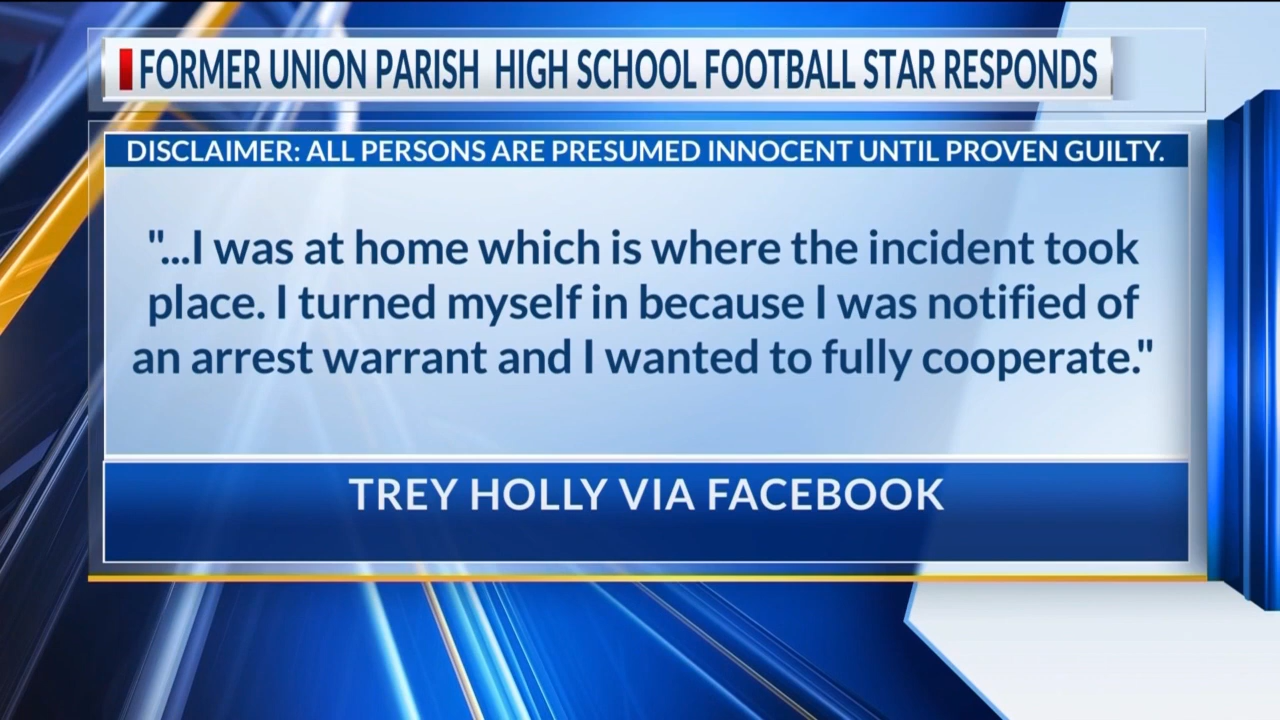 FORMER UNION PARISH HIGH SCHOOL FOOTBALL STAR RESPONDS
DISCLAIMER: ALL PERSONS ARE PRESUMED INNOCENT UNTIL PROVEN GUILTY.
"...I was at home which is where the incident took
place. I turned myself in because I was notified of
an arrest warrant and I wanted to fully cooperate."
TREY HOLLY VIA FACEBOOK